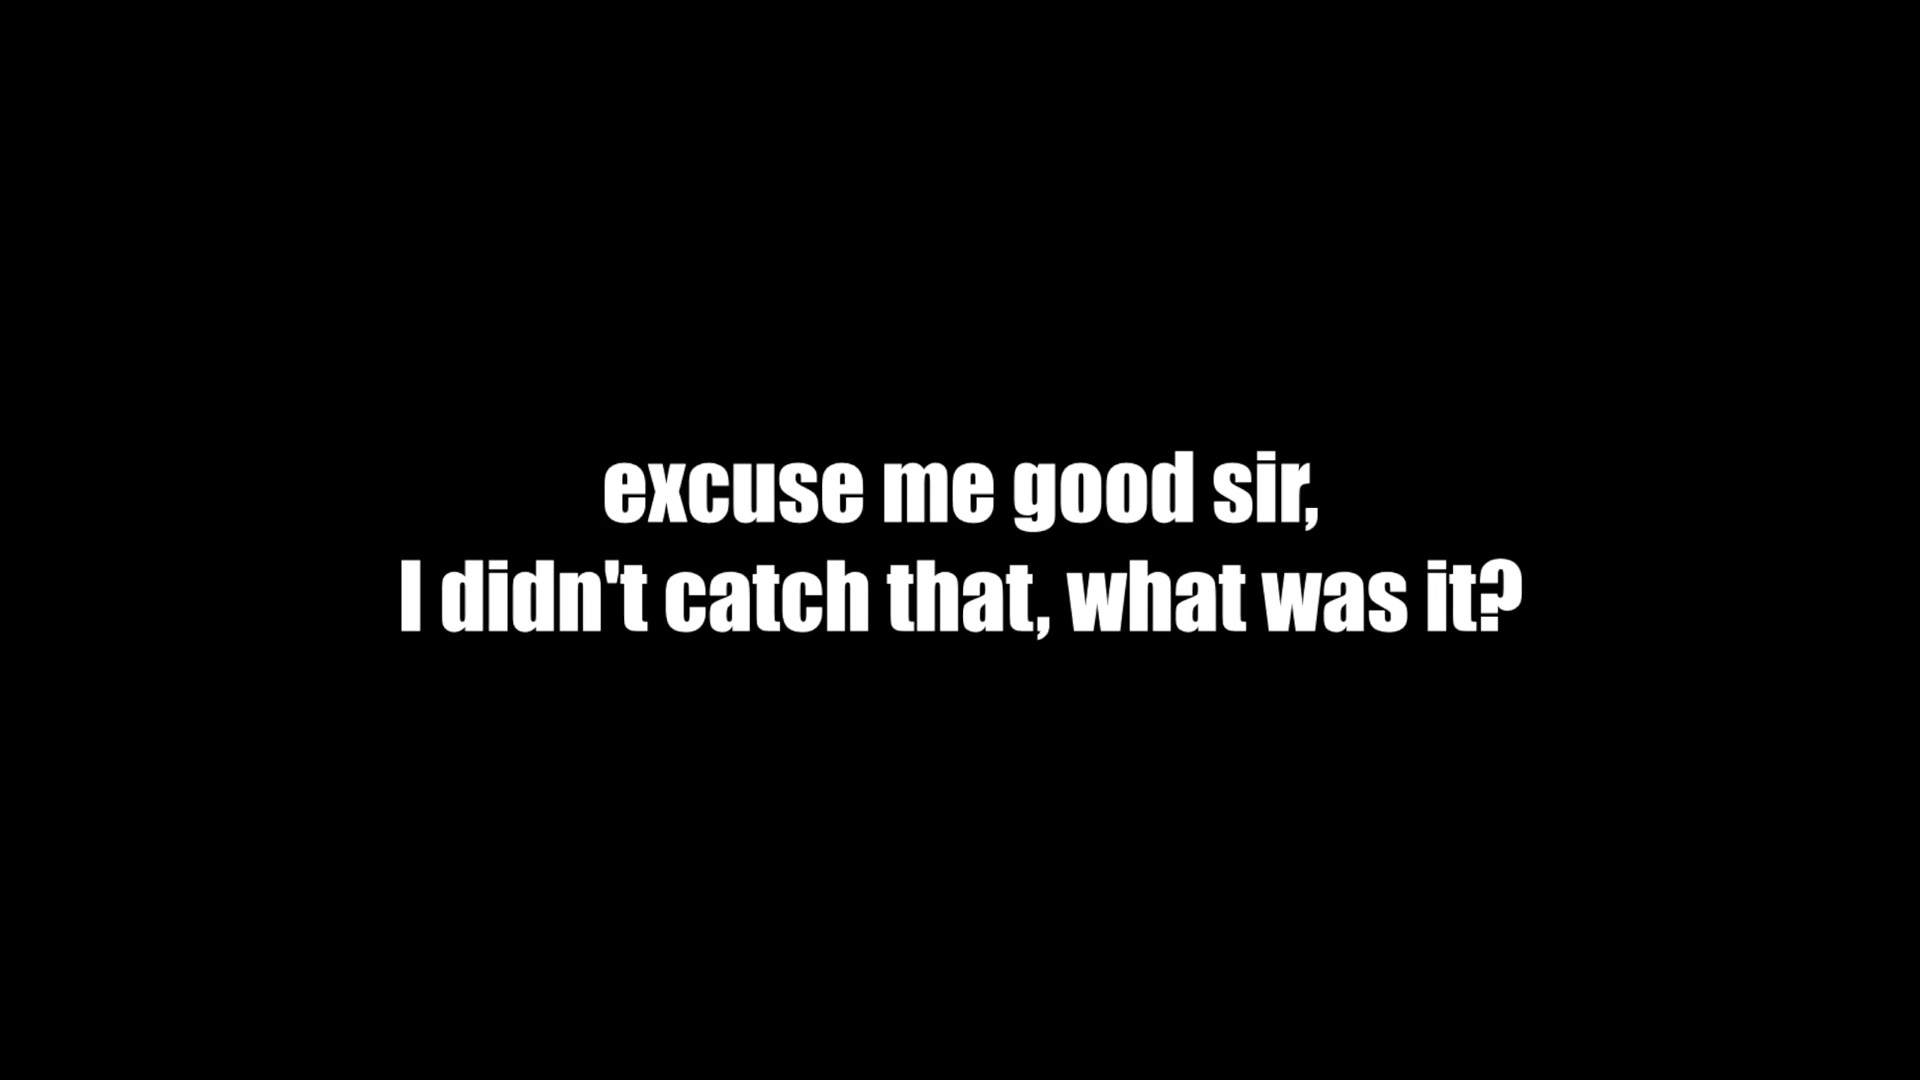 excuse me good sir,
I didn't catch that, what was it?